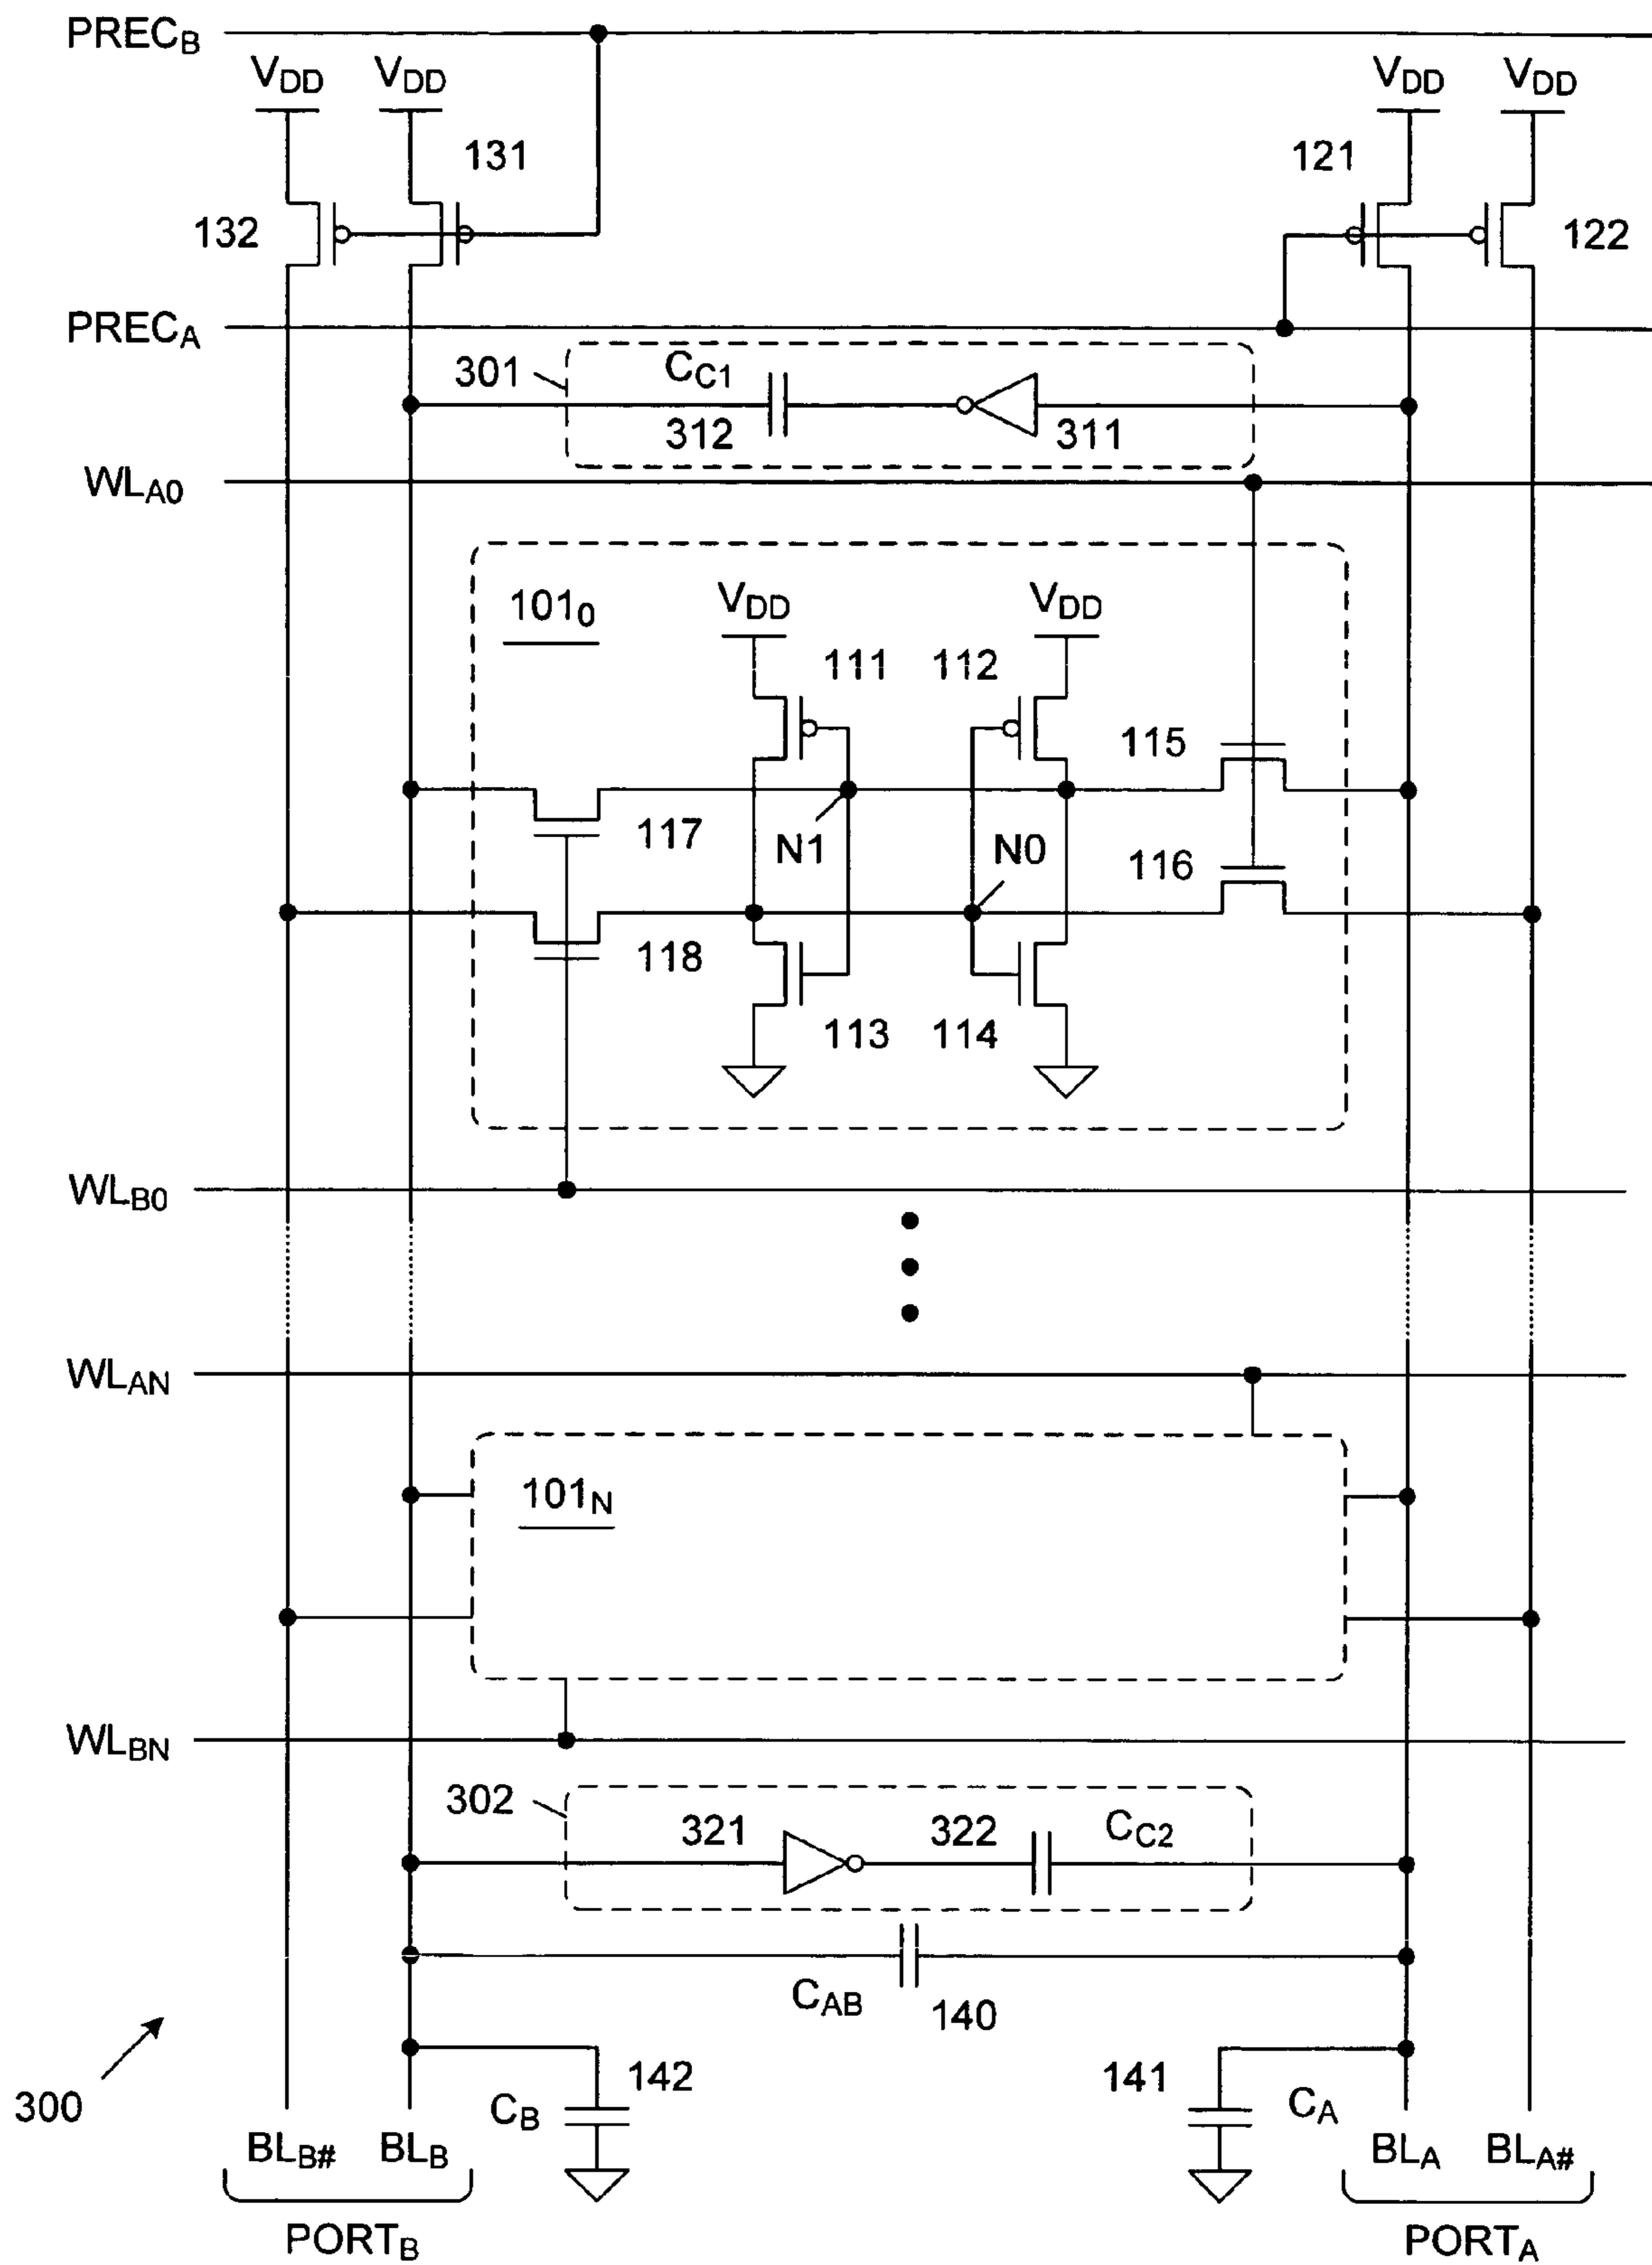 PREC_B
V_DD V_DD V_DD V_DD
131 121
132 122
PREC_A
301 C_C1
312 311
WL_A0
101_0 V_DD V_DD
111 112
115
117 N1 N0 116
118
113 114
WL_B0
WL_AN
101_N
WL_BN
302 321 322 C_C2
C_AB 140
142 141
300 C_B C_A
BL_B# BL_B BL_A BL_A#
PORT_B PORT_A